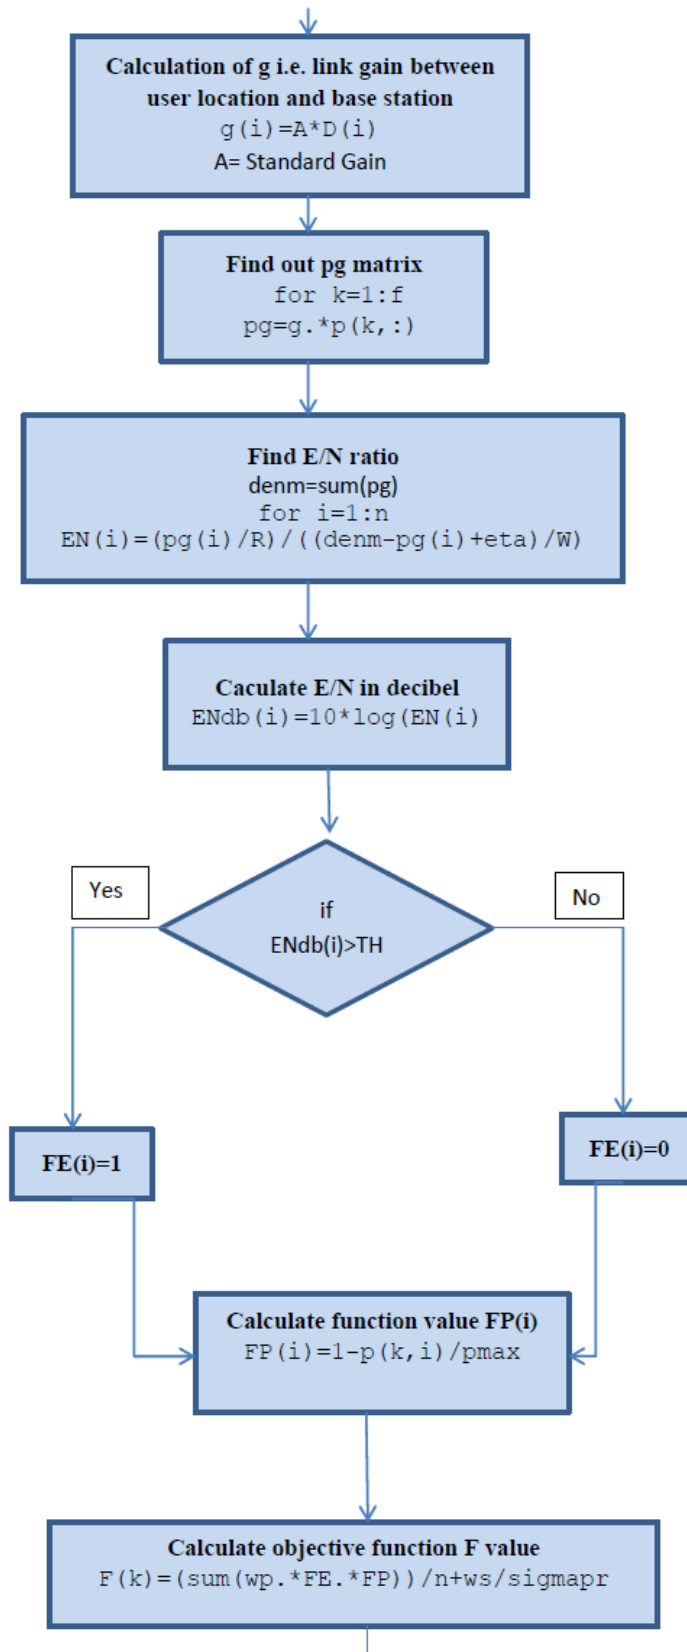 Calculation of g i.e. link gain between
user location and base station
g(i)=A*D(i)
A= Standard Gain
Find out pg matrix
for k=1:f
pg=g.*p(k,:)
Find E/N ratio
denm=sum(pg)
for i=1:n
EN(i)=(pg(i)/R)/((denm-pg(i)+eta)/W)
Caculate E/N in decibel
ENdb(i)=10*log(EN(i)
Yes
if
ENdb(i)>TH
No
FE(i)=1
FE(i)=0
Calculate function value FP(i)
FP(i)=1-p(k,i)/pmax
Calculate objective function F value
F(k)=(sum(wp.*FE.*FP))/n+ws/sigmapr